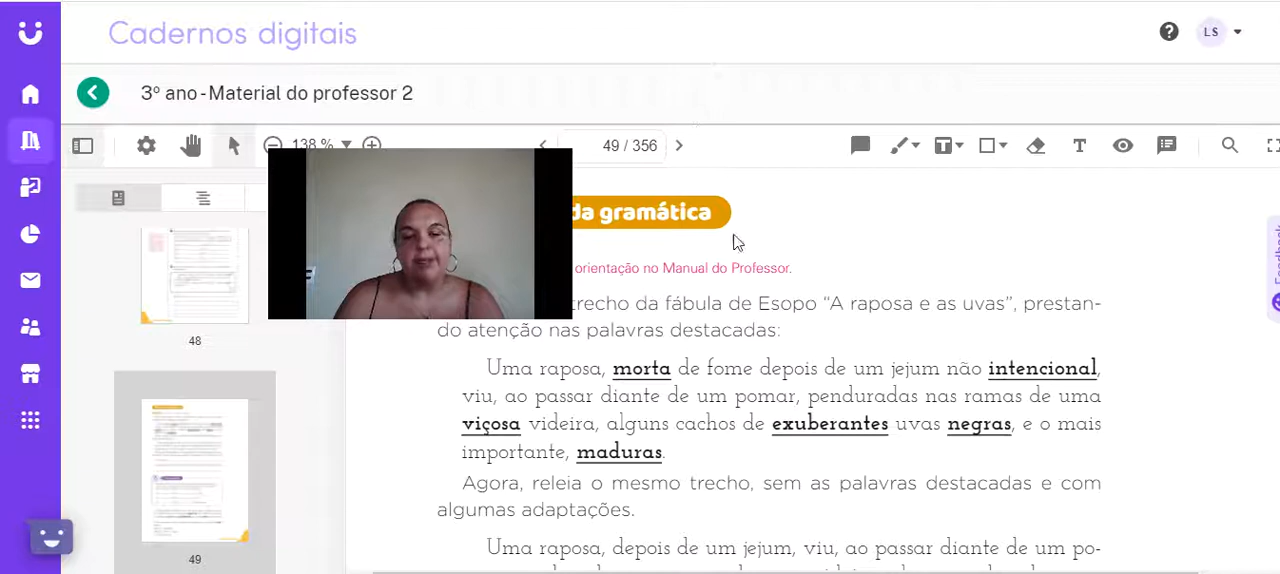 Cadernos digitais
LS
3º ano - Material do professor 2
138 %
49 / 356
da gramática
orientação no Manual do Professor.
trecho da fábula de Esopo “A raposa e as uvas”, prestan-
do atenção nas palavras destacadas:
Uma raposa, morta de fome depois de um jejum não intencional,
viu, ao passar diante de um pomar, penduradas nas ramas de uma
viçosa videira, alguns cachos de exuberantes uvas negras, e o mais
importante, maduras.
Agora, releia o mesmo trecho, sem as palavras destacadas e com
algumas adaptações.
Uma raposa, depois de um jejum, viu, ao passar diante de um po-
48
49
Feedback